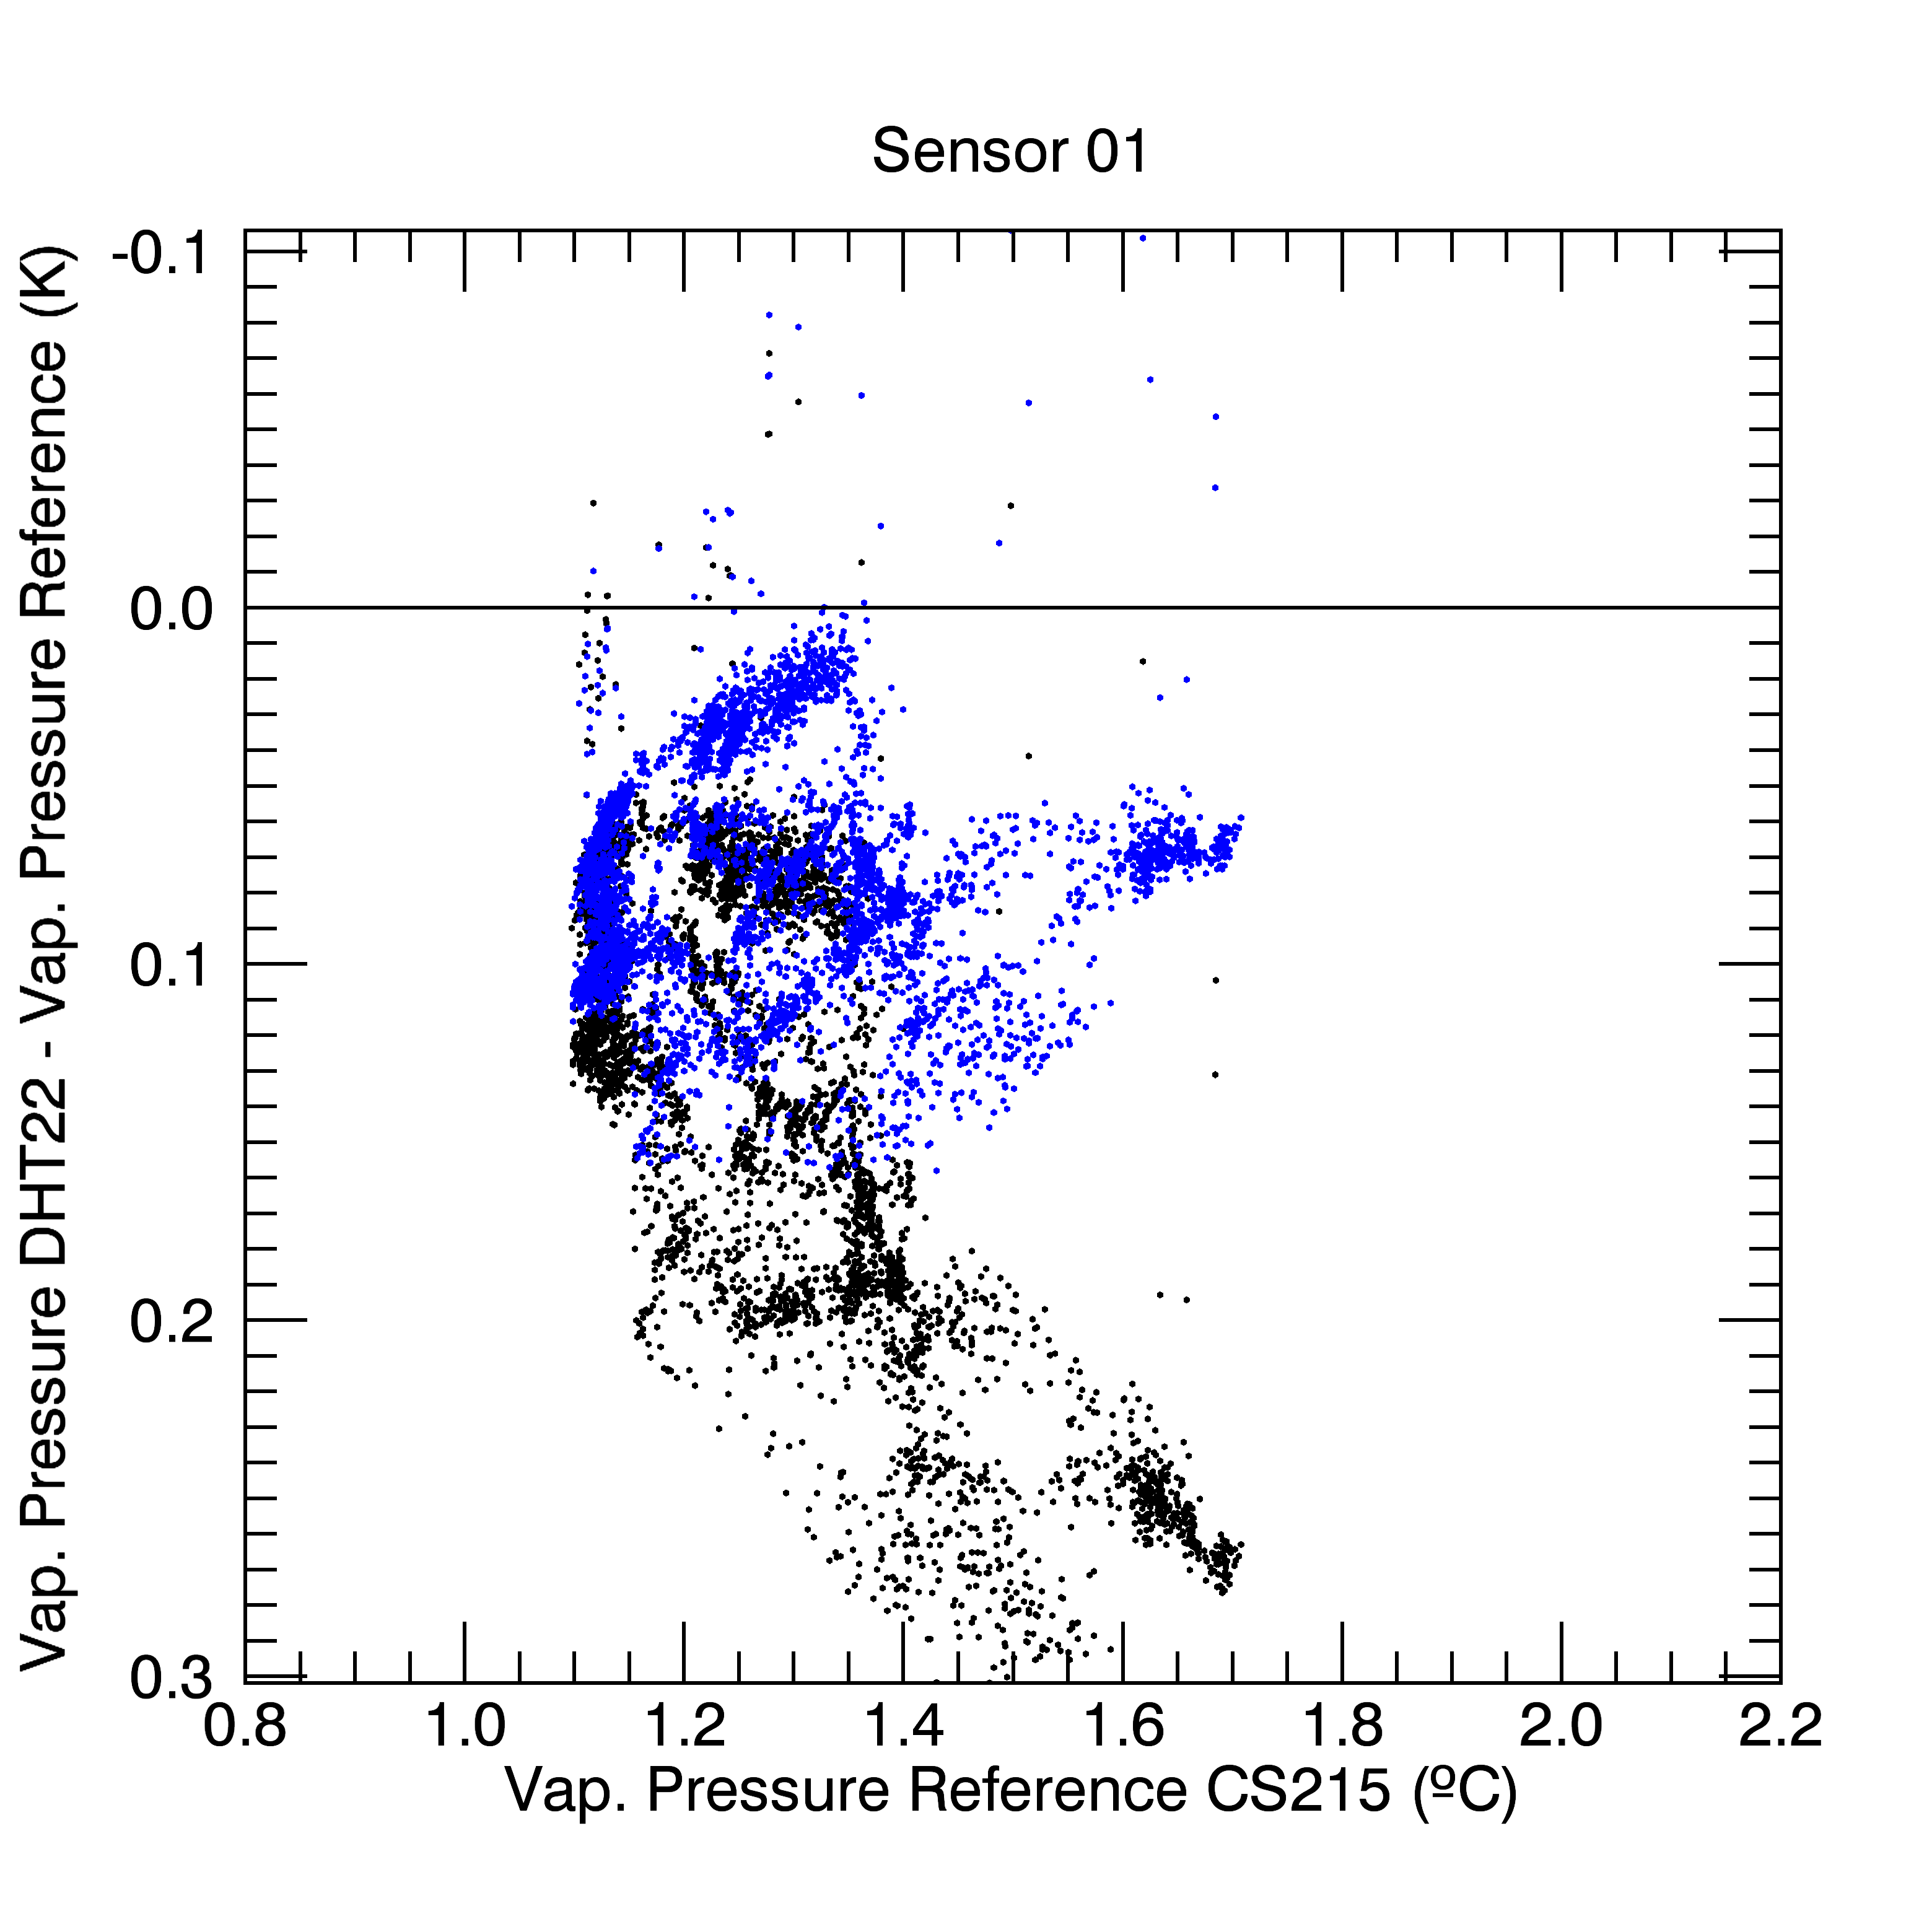 Sensor 01
Vap. Pressure DHT22 - Vap. Pressure Reference (K)
-0.1
0.0
0.1
0.2
0.3
0.8 1.0 1.2 1.4 1.6 1.8 2.0 2.2
Vap. Pressure Reference CS215 (ºC)